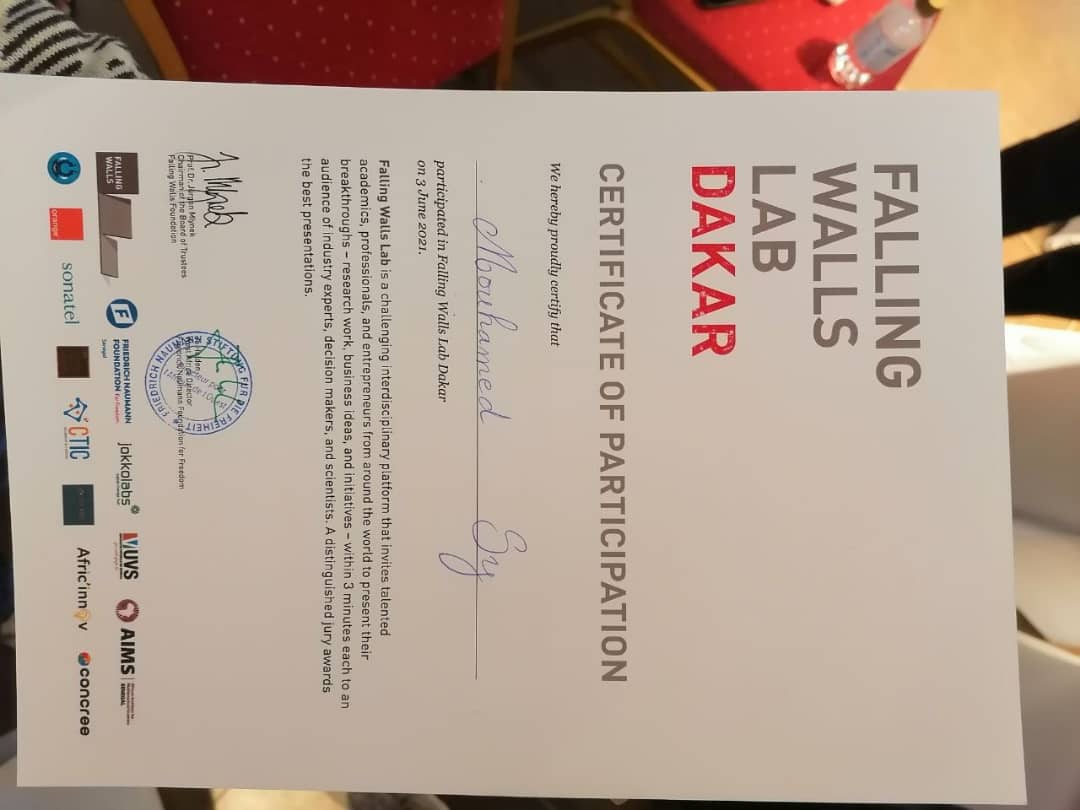 FALLING
WALLS
LAB
DAKAR
CERTIFICATE OF PARTICIPATION
We hereby proudly certify that
Mouhamed Sy
participated in Falling Walls Lab Dakar
on 3 June 2021.
Falling Walls Lab is a challenging interdisciplinary platform that invites talented
academics, professionals, and entrepreneurs from around the world to present their
breakthroughs – research work, business ideas, and initiatives – within 3 minutes each to an
audience of industry experts, decision makers, and scientists. A distinguished jury awards
the best presentations.
Prof. Dr. Jürgen Mlynek
Chairman of the Board of Trustees
Falling Walls Foundation
Africa Director
Friedrich Naumann Foundation for Freedom
FRIEDRICH NAUMANN STIFTUNG FÜR DIE FREIHEIT
FALLING
WALLS
F
FRIEDRICH NAUMANN
FOUNDATION For Freedom.
Senegal
jokkolabs
UVS
AIMS
SENEGAL
orange
sonatel
CTIC
Afric'innov
concree